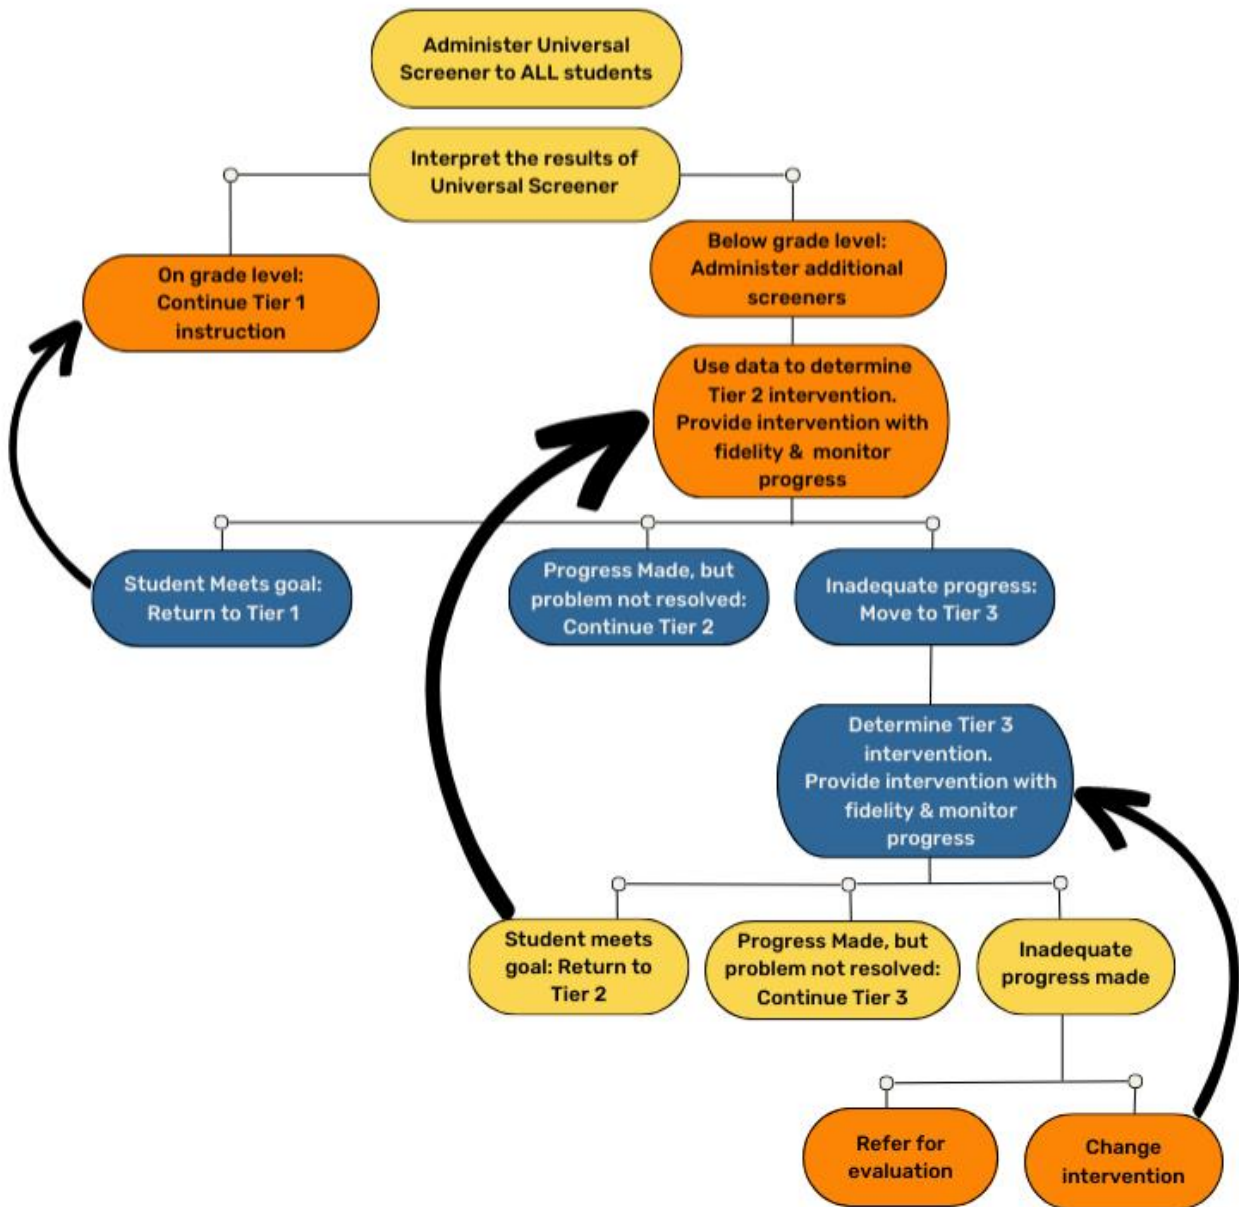 Administer Universal
Screener to ALL students
Interpret the results of
Universal Screener
On grade level:
Continue Tier 1
instruction
Below grade level:
Administer additional
screeners
Use data to determine
Tier 2 intervention.
Provide intervention with
fidelity &  monitor
progress
Student Meets goal:
Return to Tier 1
Progress Made, but
problem not resolved:
Continue Tier 2
Inadequate progress:
Move to Tier 3
Determine Tier 3
intervention.
Provide intervention with
fidelity & monitor
progress
Student meets
goal: Return to
Tier 2
Progress Made, but
problem not resolved:
Continue Tier 3
Inadequate
progress made
Refer for
evaluation
Change
intervention